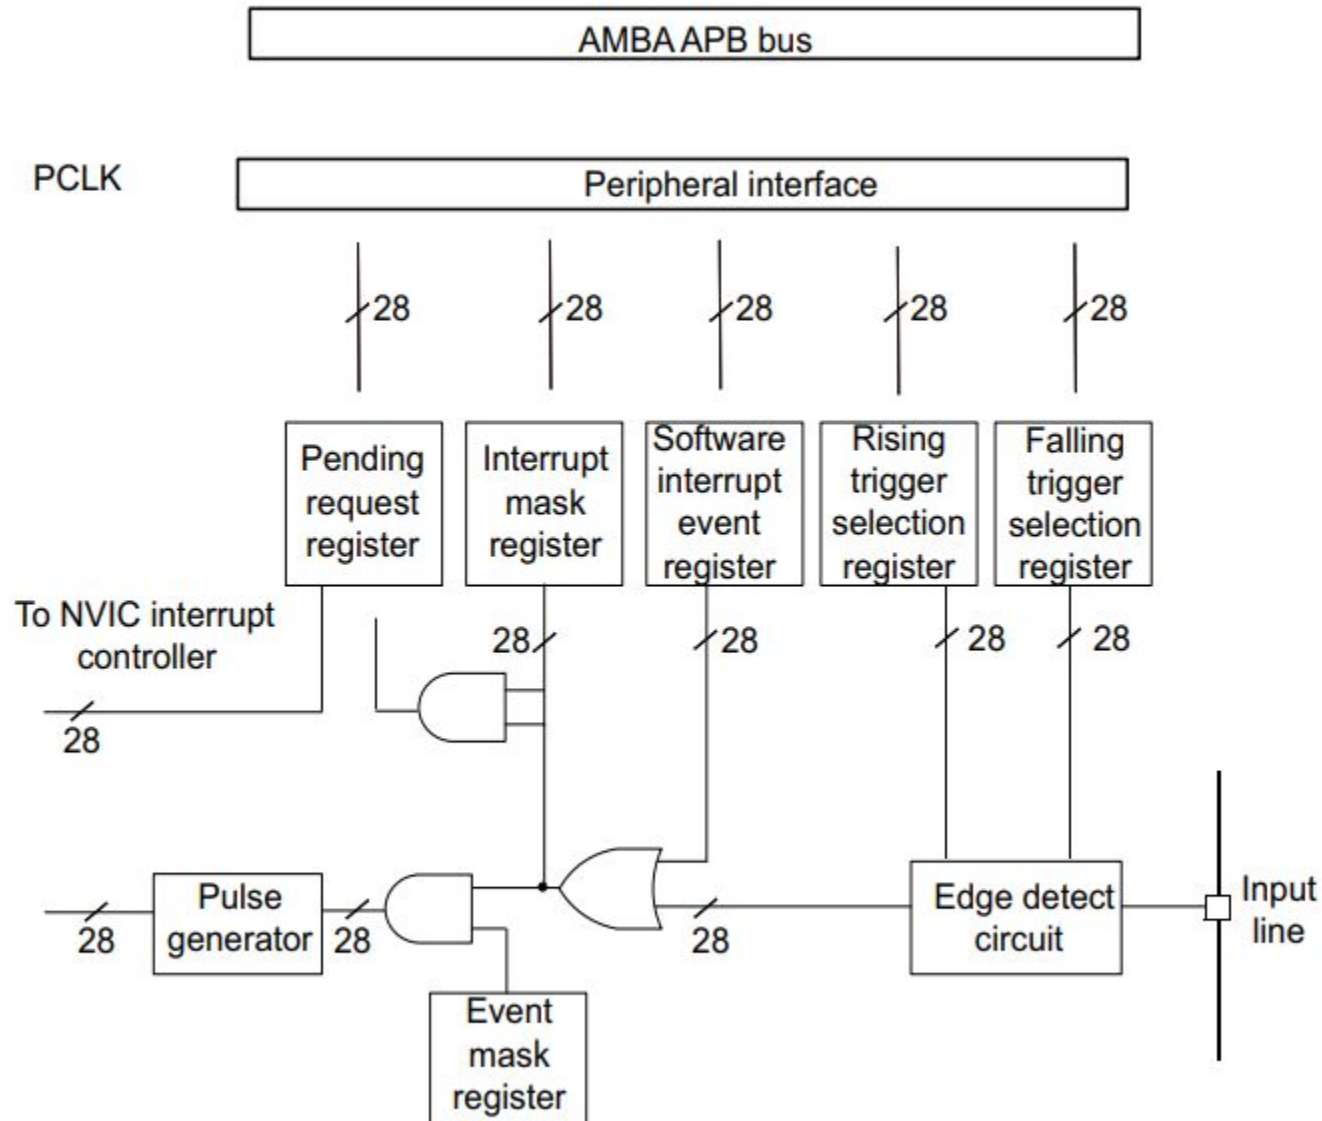 AMBA APB bus
PCLK
Peripheral interface
28
28
28
28
28
Pending
request
register
Interrupt
mask
register
Software
interrupt
event
register
Rising
trigger
selection
register
Falling
trigger
selection
register
To NVIC interrupt
controller
28
28
28
28
28
Pulse
generator
Edge detect
circuit
Input
line
28
28
28
Event
mask
register